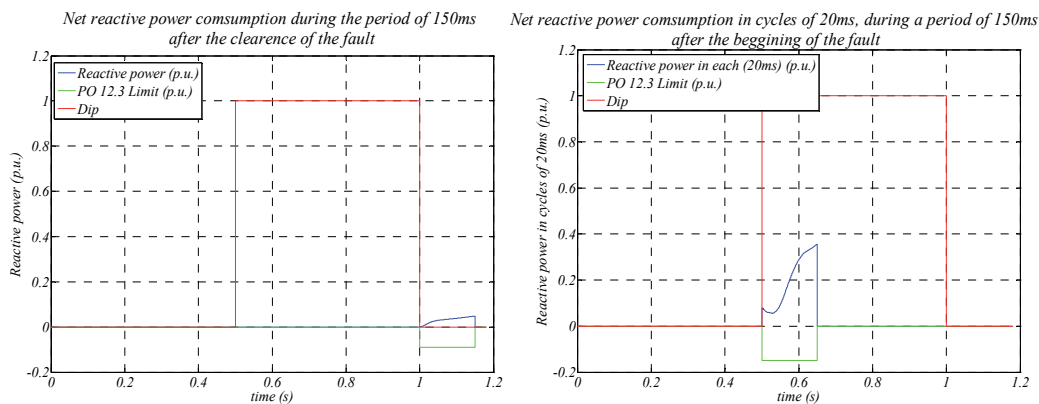 Net reactive power comsumption during the period of 150ms
after the clearence of the fault
1.2
1
0.8
0.6
0.4
0.2
0
-0.2
Reactive power (p.u.)
Reactive power (p.u.)
PO 12.3 Limit (p.u.)
Dip
0
0.2
0.4
0.6
0.8
1
1.2
time (s)
Net reactive power comsumption in cycles of 20ms, during a period of 150ms
after the beggining of the fault
1.2
1
0.8
0.6
0.4
0.2
0
-0.2
Reactive power in cycles of 20ms (p.u.)
Reactive power in each (20ms) (p.u.)
PO 12.3 Limit (p.u.)
Dip
0
0.2
0.4
0.6
0.8
1
1.2
time (s)